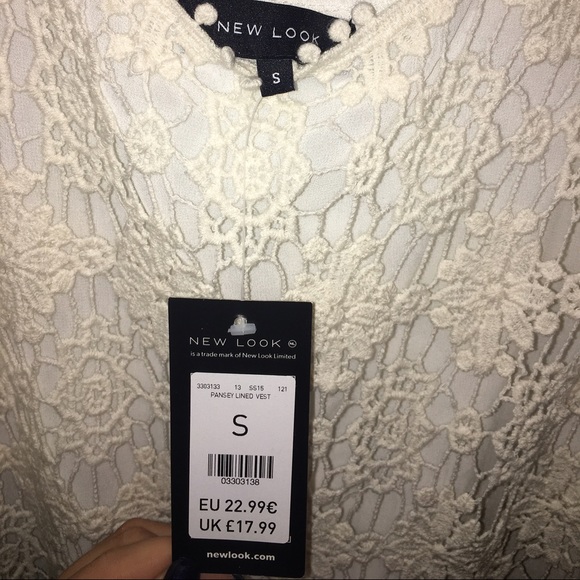 NEW LOOK
S
NEW LOOK
is a trade mark of New Look Limited
3303133 13 SS15 121
PANSEY LINED VEST
S
03303138
EU 22.99€
UK £17.99
newlook.com